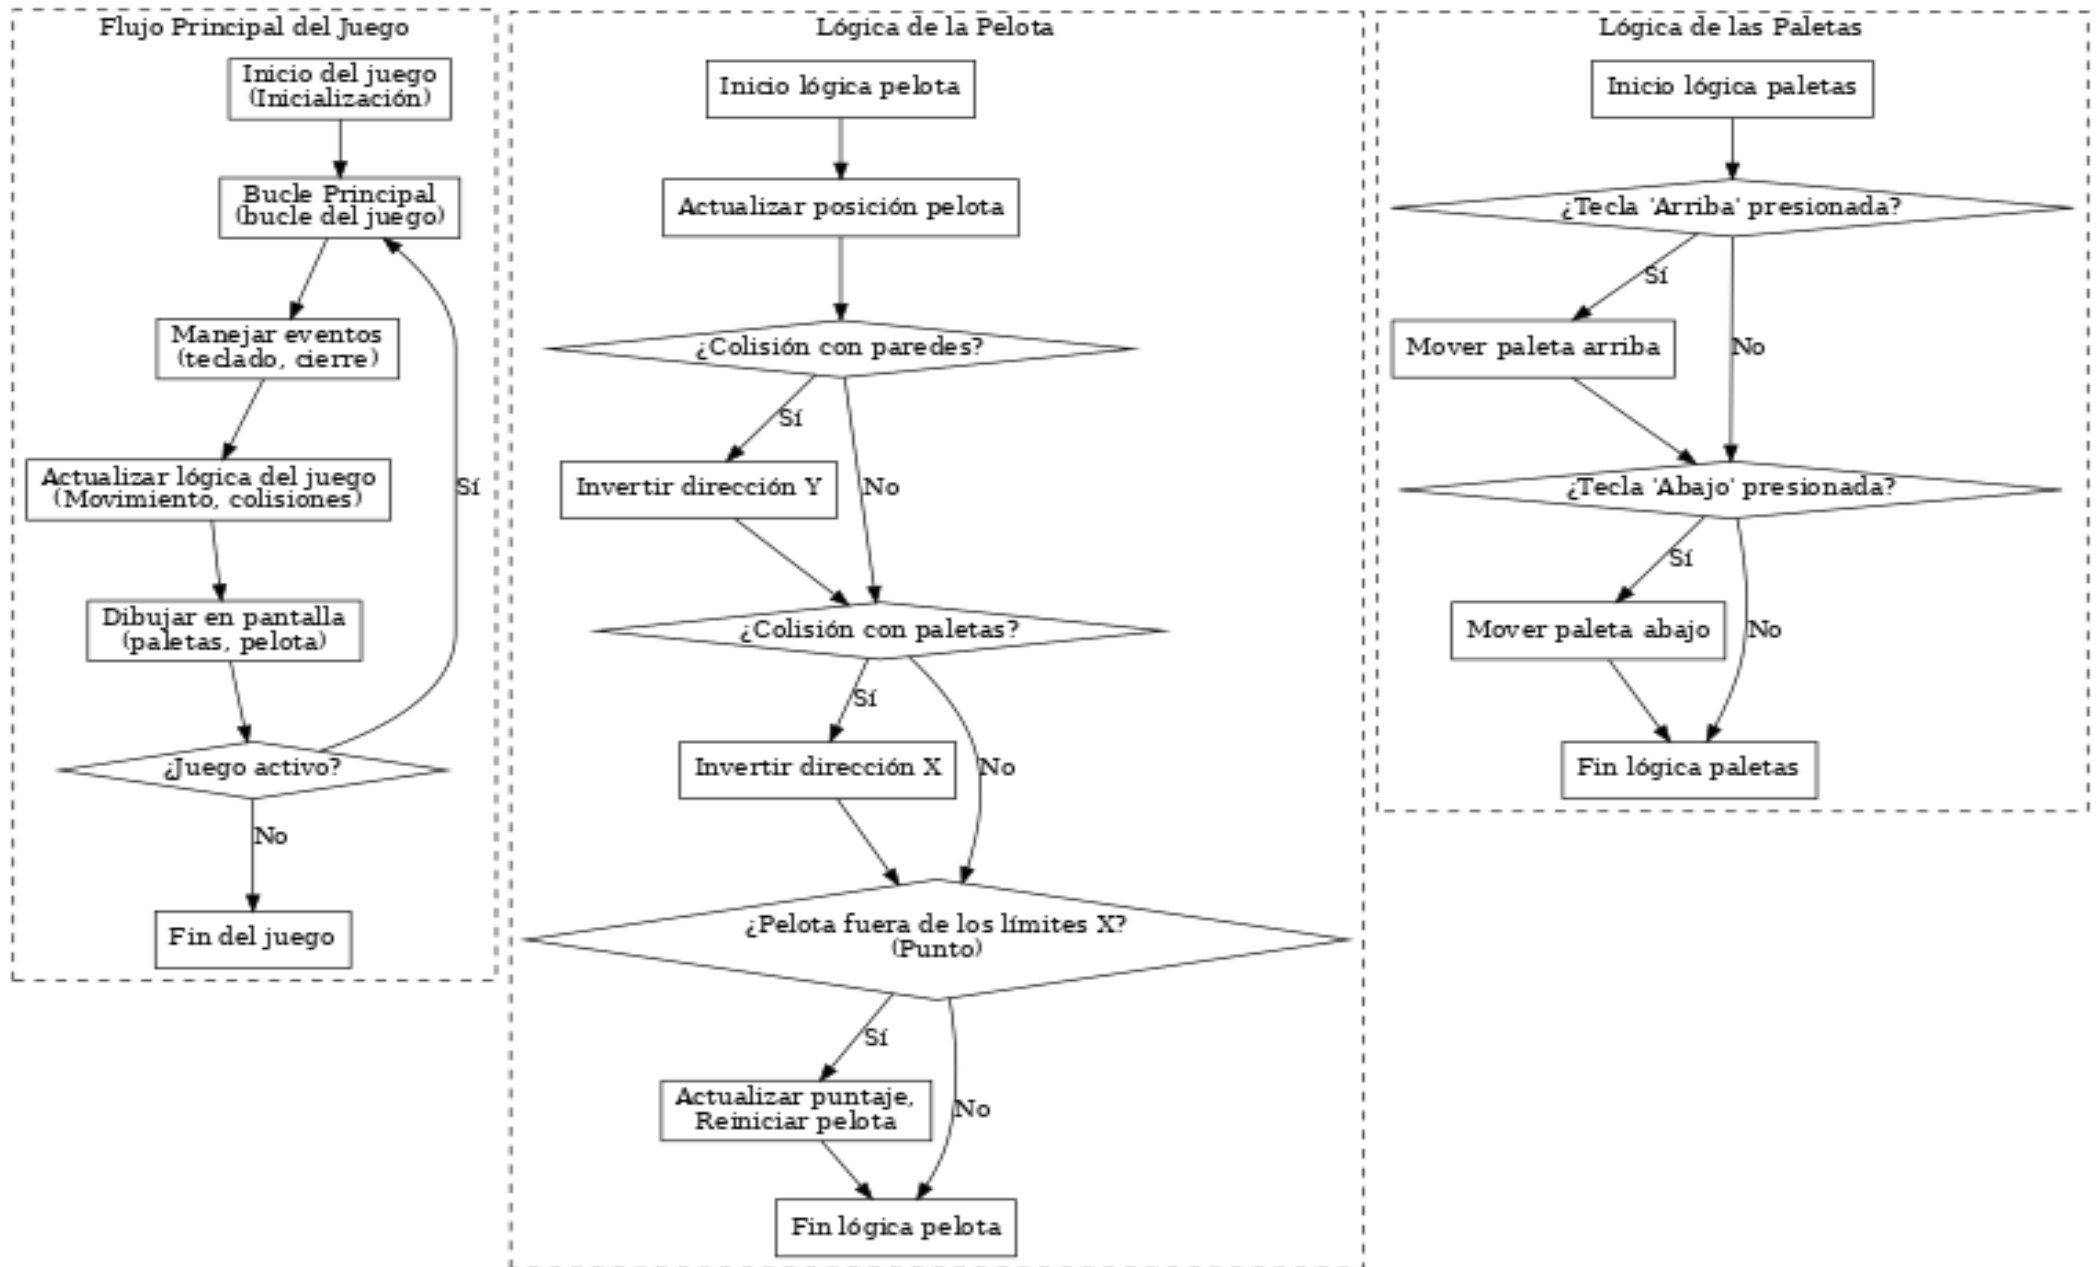 Flujo Principal del Juego
Inicio del juego
(Inicialización)
Bucle Principal
(bucle del juego)
Manejar eventos
(teclado, cierre)
Actualizar lógica del juego
(Movimiento, colisiones)
Sí
Dibujar en pantalla
(paletas, pelota)
¿Juego activo?
No
Fin del juego
Lógica de la Pelota
Inicio lógica pelota
Actualizar posición pelota
¿Colisión con paredes?
Sí
Invertir dirección Y
No
¿Colisión con paletas?
Sí
Invertir dirección X
No
¿Pelota fuera de los límites X?
(Punto)
Sí
Actualizar puntaje,
Reiniciar pelota
No
Fin lógica pelota
Lógica de las Paletas
Inicio lógica paletas
¿Tecla 'Arriba' presionada?
Sí
Mover paleta arriba
No
¿Tecla 'Abajo' presionada?
Sí
Mover paleta abajo
No
Fin lógica paletas